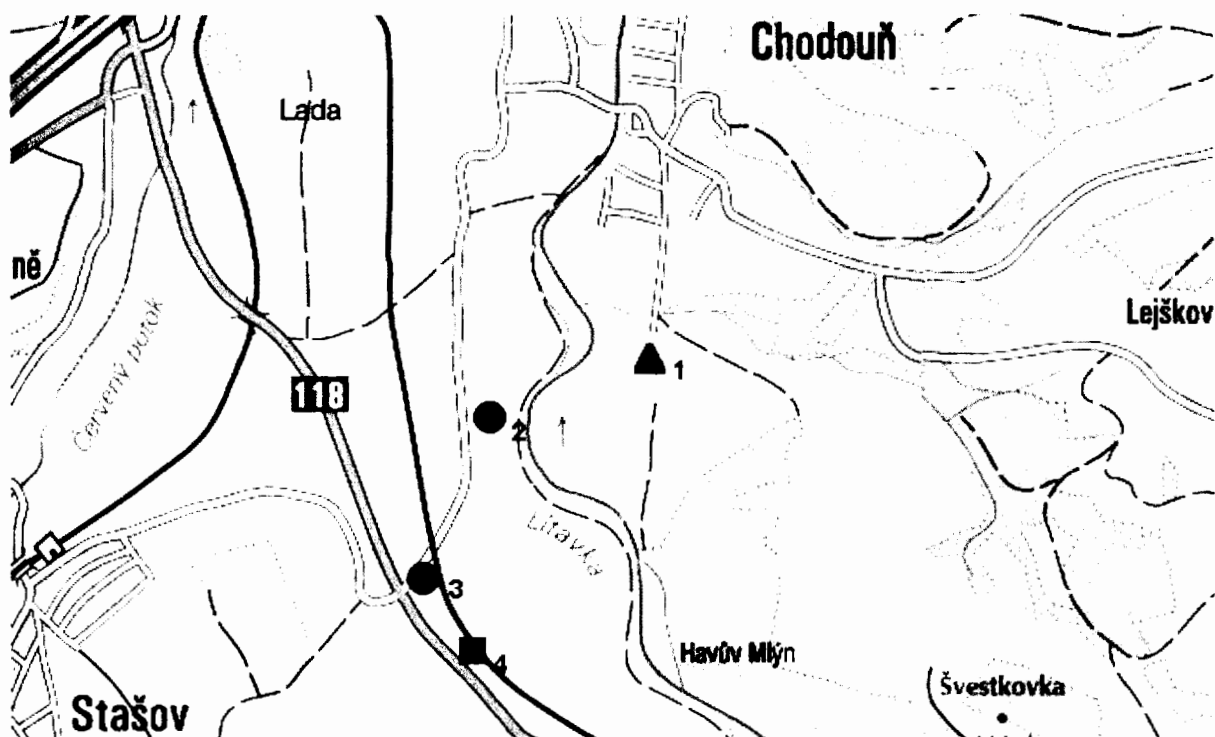 Chodouň
Lada
ně
Lejškov
Červený potok
1
118
2
Litavka
3
4
Havův Mlýn
Švestkovka
Stašov